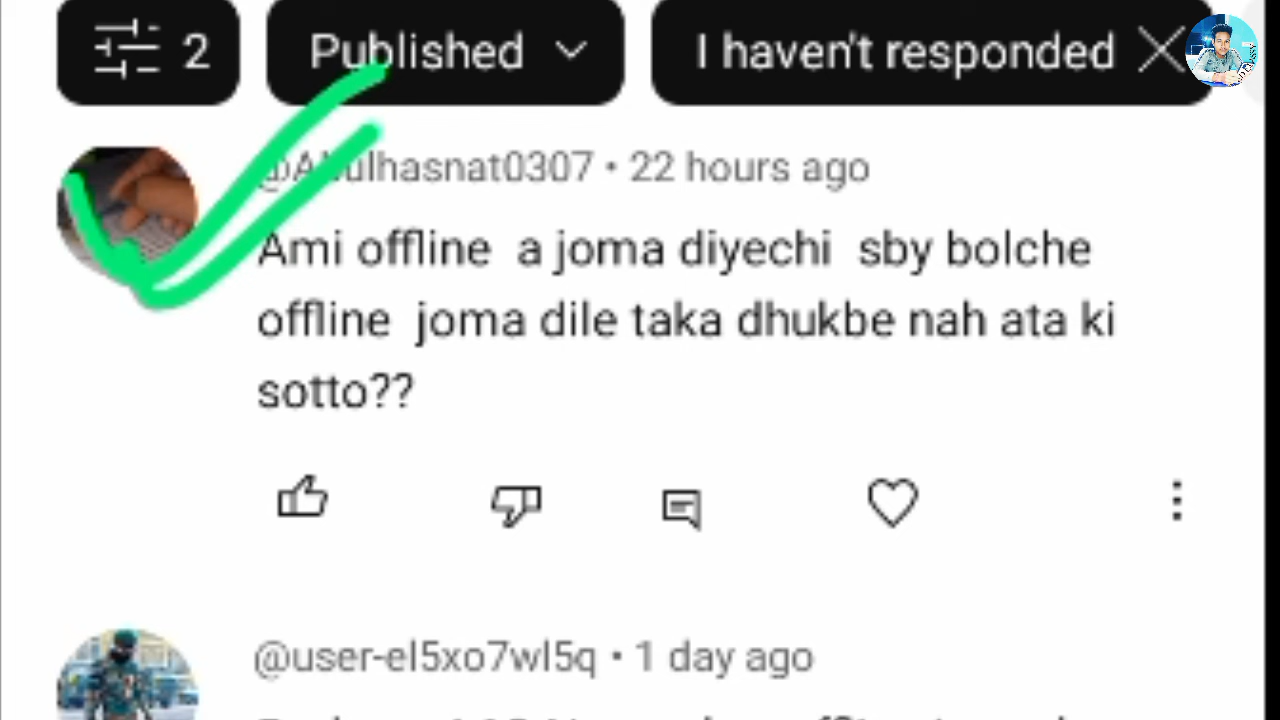 2 Published I haven't responded
@Abulhasnat0307 • 22 hours ago
Ami offline a joma diyechi sby bolche
offline joma dile taka dhukbe nah ata ki
sotto??
@user-el5xo7wl5q • 1 day ago